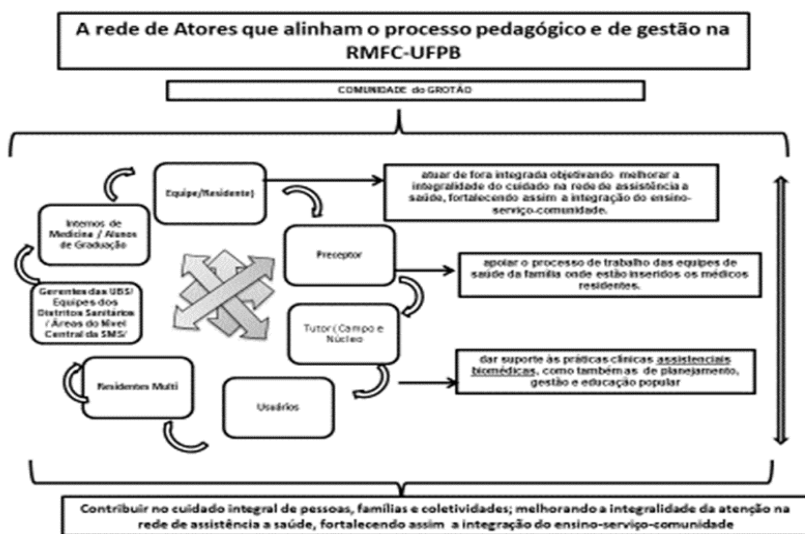 A rede de Atores que alinham o processo pedagógico e de gestão na
RMFC-UFPB
COMUNIDADE do GROTÃO
Equipe/Residente)
atuar de fora integrada objetivando melhorar a
integralidade do cuidado na rede de assistência a
saúde, fortalecendo assim a integração do ensino-
serviço-comunidade.
Internos de
Medicina / Alunos
de Graduação
Preceptor
apoiar o processo de trabalho das equipes de
saúde da família onde estão inseridos os médicos
residentes.
Gerentes das UBS/
Equipes dos
Distritos Sanitários
/ Áreas do Nível
Central da SMS/
Tutor ( Campo e
Núcleo
dar suporte às práticas clínicas assistenciais
biomédicas, como também as de planejamento,
gestão e educação popular
Residentes Multi
Usuários
Contribuir no cuidado integral de pessoas, famílias e coletividades; melhorando a integralidade da atenção na
rede de assistência a saúde, fortalecendo assim a integração do ensino-serviço-comunidade